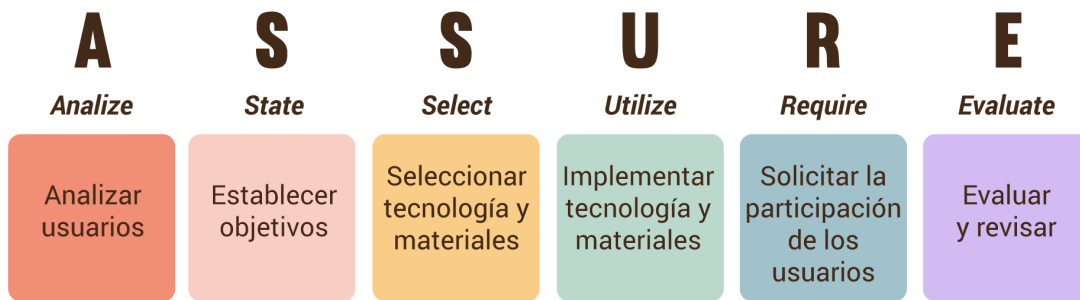 A S S U R E
Analize State Select Utilize Require Evaluate
Analizar
usuarios
Establecer
objetivos
Seleccionar
tecnología y
materiales
Implementar
tecnología y
materiales
Solicitar la
participación
de los
usuarios
Evaluar
y revisar